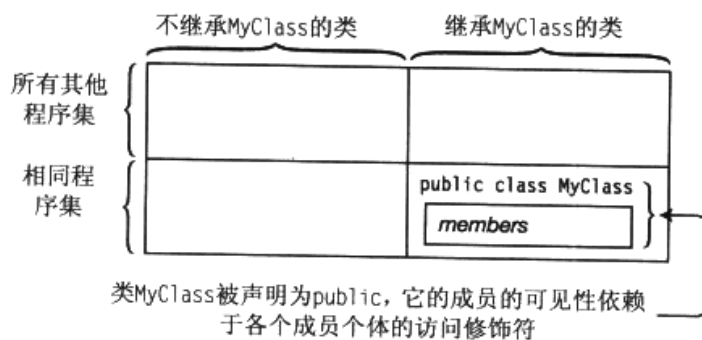 不继承MyClass的类
继承MyClass的类
所有其他
程序集
相同程
序集
public class MyClass
members
类MyClass被声明为public，它的成员的可见性依赖
于各个成员个体的访问修饰符